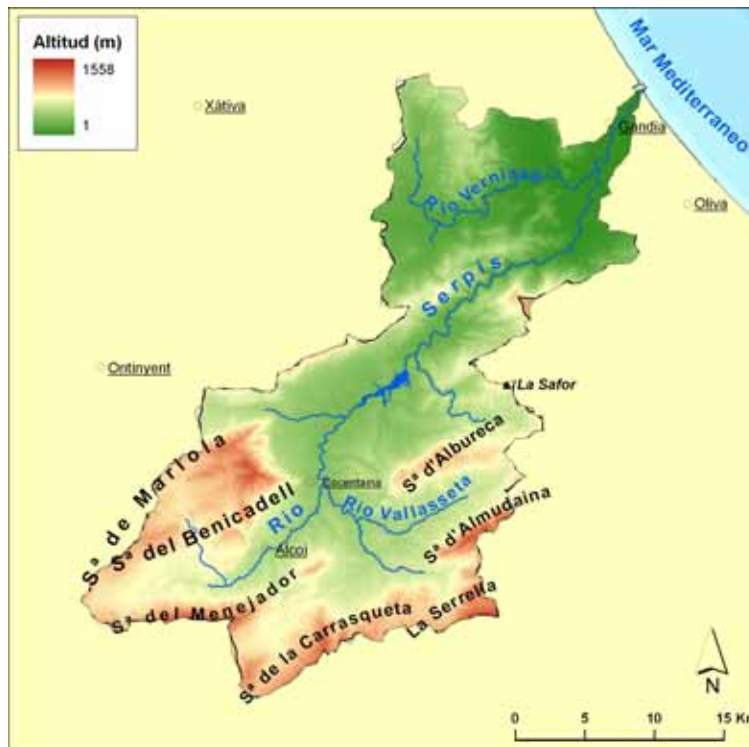 Altitud (m)
1558
1
Mar Mediterraneo
Xátiva
Gandia
Río Vernissa
Oliva
Serpis
Ontinyent
La Safor
Sª de Mariola
Sª d'Albureca
Cocentaina
Sª del Benicadell
Río Vallasseta
Rio
Sª d'Almudaina
Alcoi
Sª del Menejador
La Serrella
Sª de la Carrasqueta
N
0 5 10 15 Km